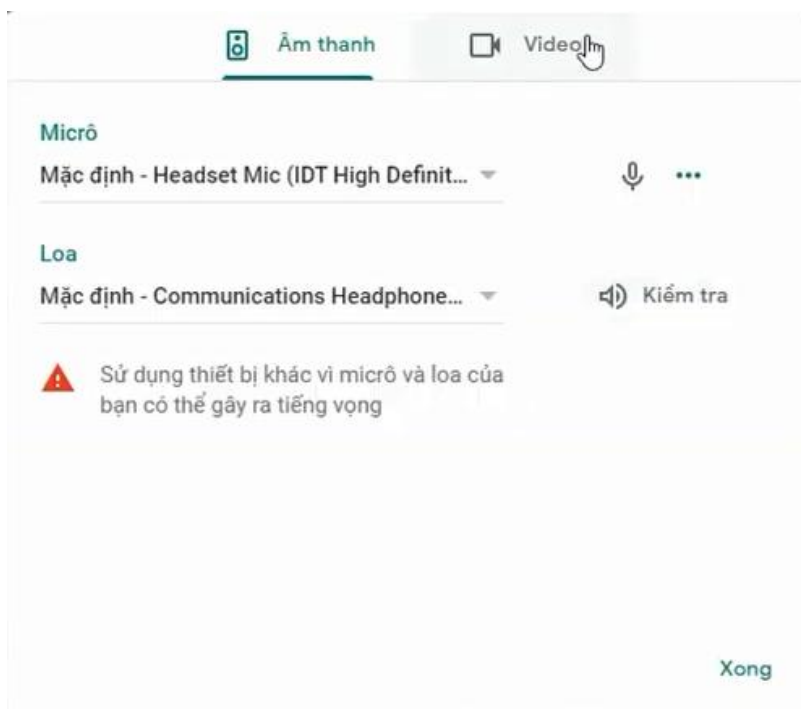 Âm thanh
Video
Micrô
Mặc định - Headset Mic (IDT High Definit...
Loa
Mặc định - Communications Headphone...
Kiểm tra
Sử dụng thiết bị khác vì micrô và loa của
bạn có thể gây ra tiếng vọng
Xong